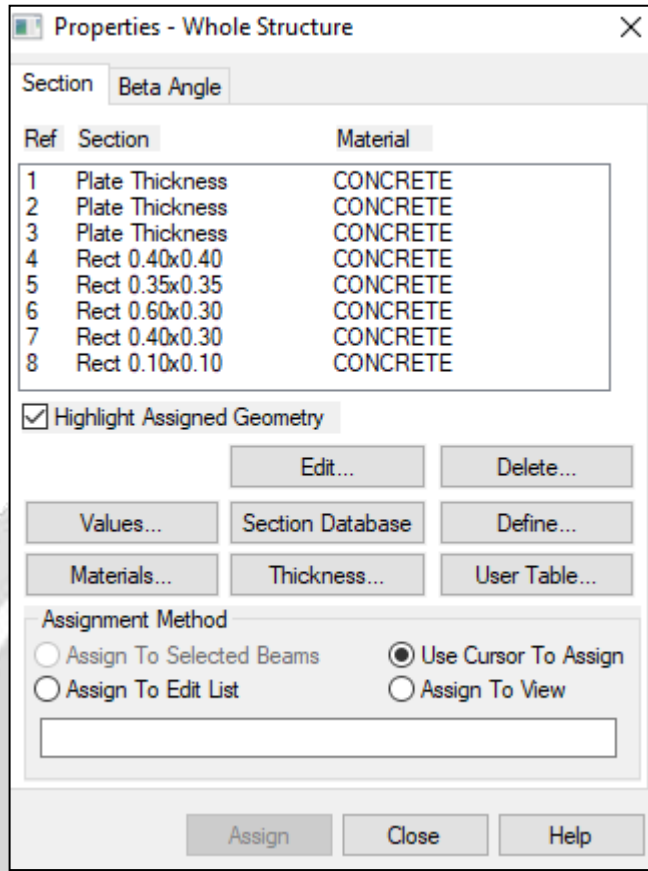 Properties - Whole Structure
Section Beta Angle
Ref Section Material
1 Plate Thickness CONCRETE
2 Plate Thickness CONCRETE
3 Plate Thickness CONCRETE
4 Rect 0.40x0.40 CONCRETE
5 Rect 0.35x0.35 CONCRETE
6 Rect 0.60x0.30 CONCRETE
7 Rect 0.40x0.30 CONCRETE
8 Rect 0.10x0.10 CONCRETE
Highlight Assigned Geometry
Edit... Delete...
Values... Section Database Define...
Materials... Thickness... User Table...
Assignment Method
Assign To Selected Beams Use Cursor To Assign
Assign To Edit List Assign To View
Assign Close Help